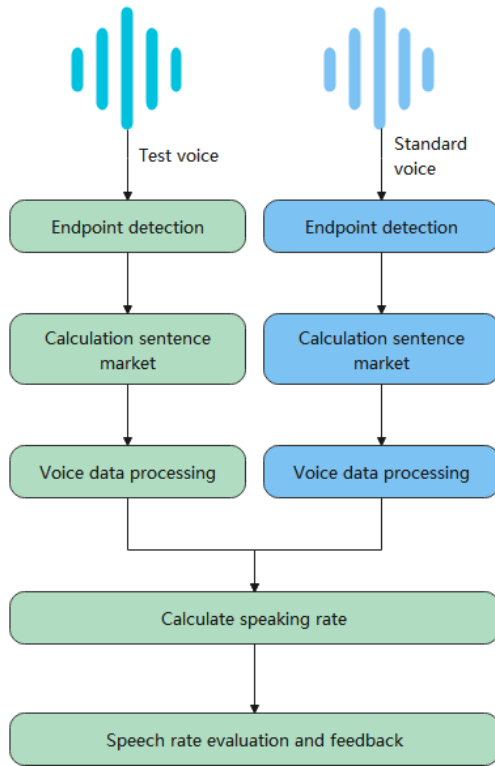 Test voice
Standard
voice
Endpoint detection
Endpoint detection
Calculation sentence
market
Calculation sentence
market
Voice data processing
Voice data processing
Calculate speaking rate
Speech rate evaluation and feedback